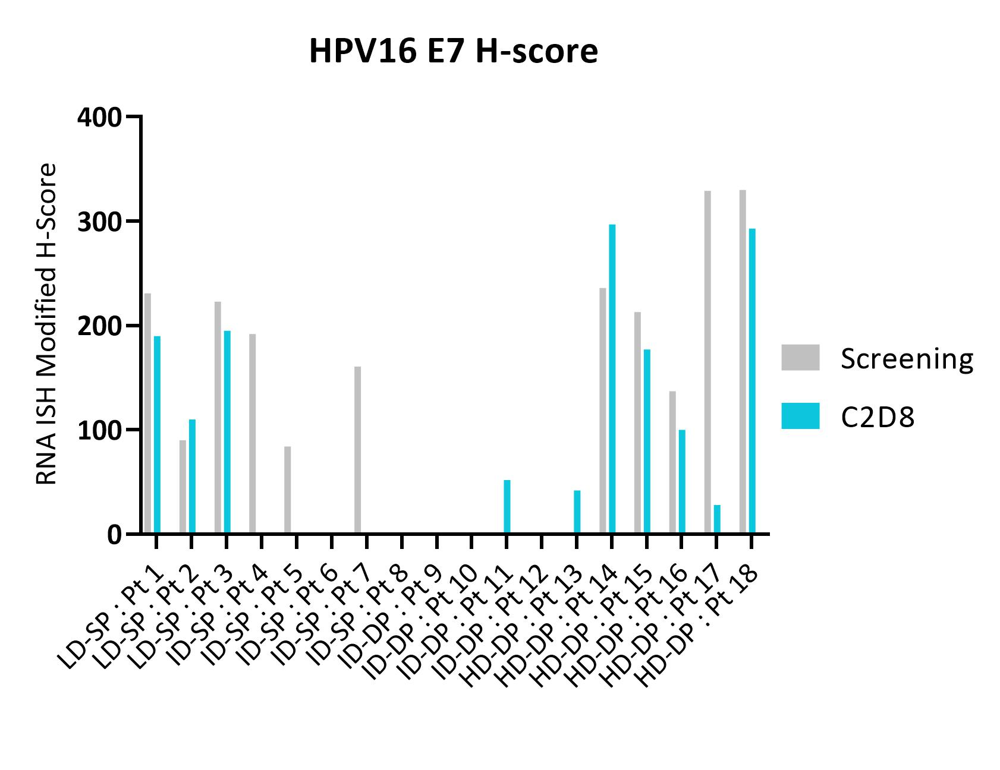 HPV16 E7 H-score
RNA ISH Modified H-Score
400
300
200
100
0
LD-SP : Pt 1
LD-SP : Pt 2
LD-SP : Pt 3
ID-SP : Pt 4
ID-SP : Pt 5
ID-SP : Pt 6
ID-SP : Pt 7
ID-SP : Pt 8
ID-DP : Pt 9
ID-DP : Pt 10
ID-DP : Pt 11
ID-DP : Pt 12
HD-DP : Pt 13
HD-DP : Pt 14
HD-DP : Pt 15
HD-DP : Pt 16
HD-DP : Pt 17
HD-DP : Pt 18
Screening
C2D8